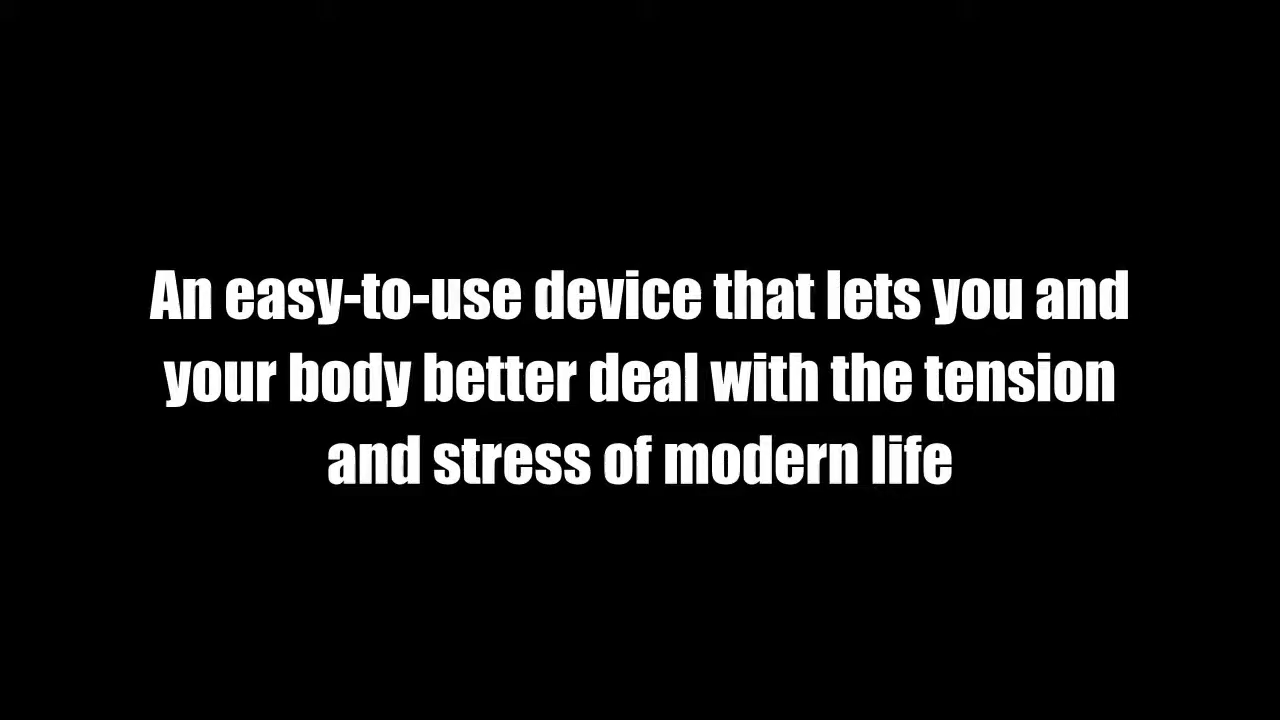 An easy-to-use device that lets you and
your body better deal with the tension
and stress of modern life